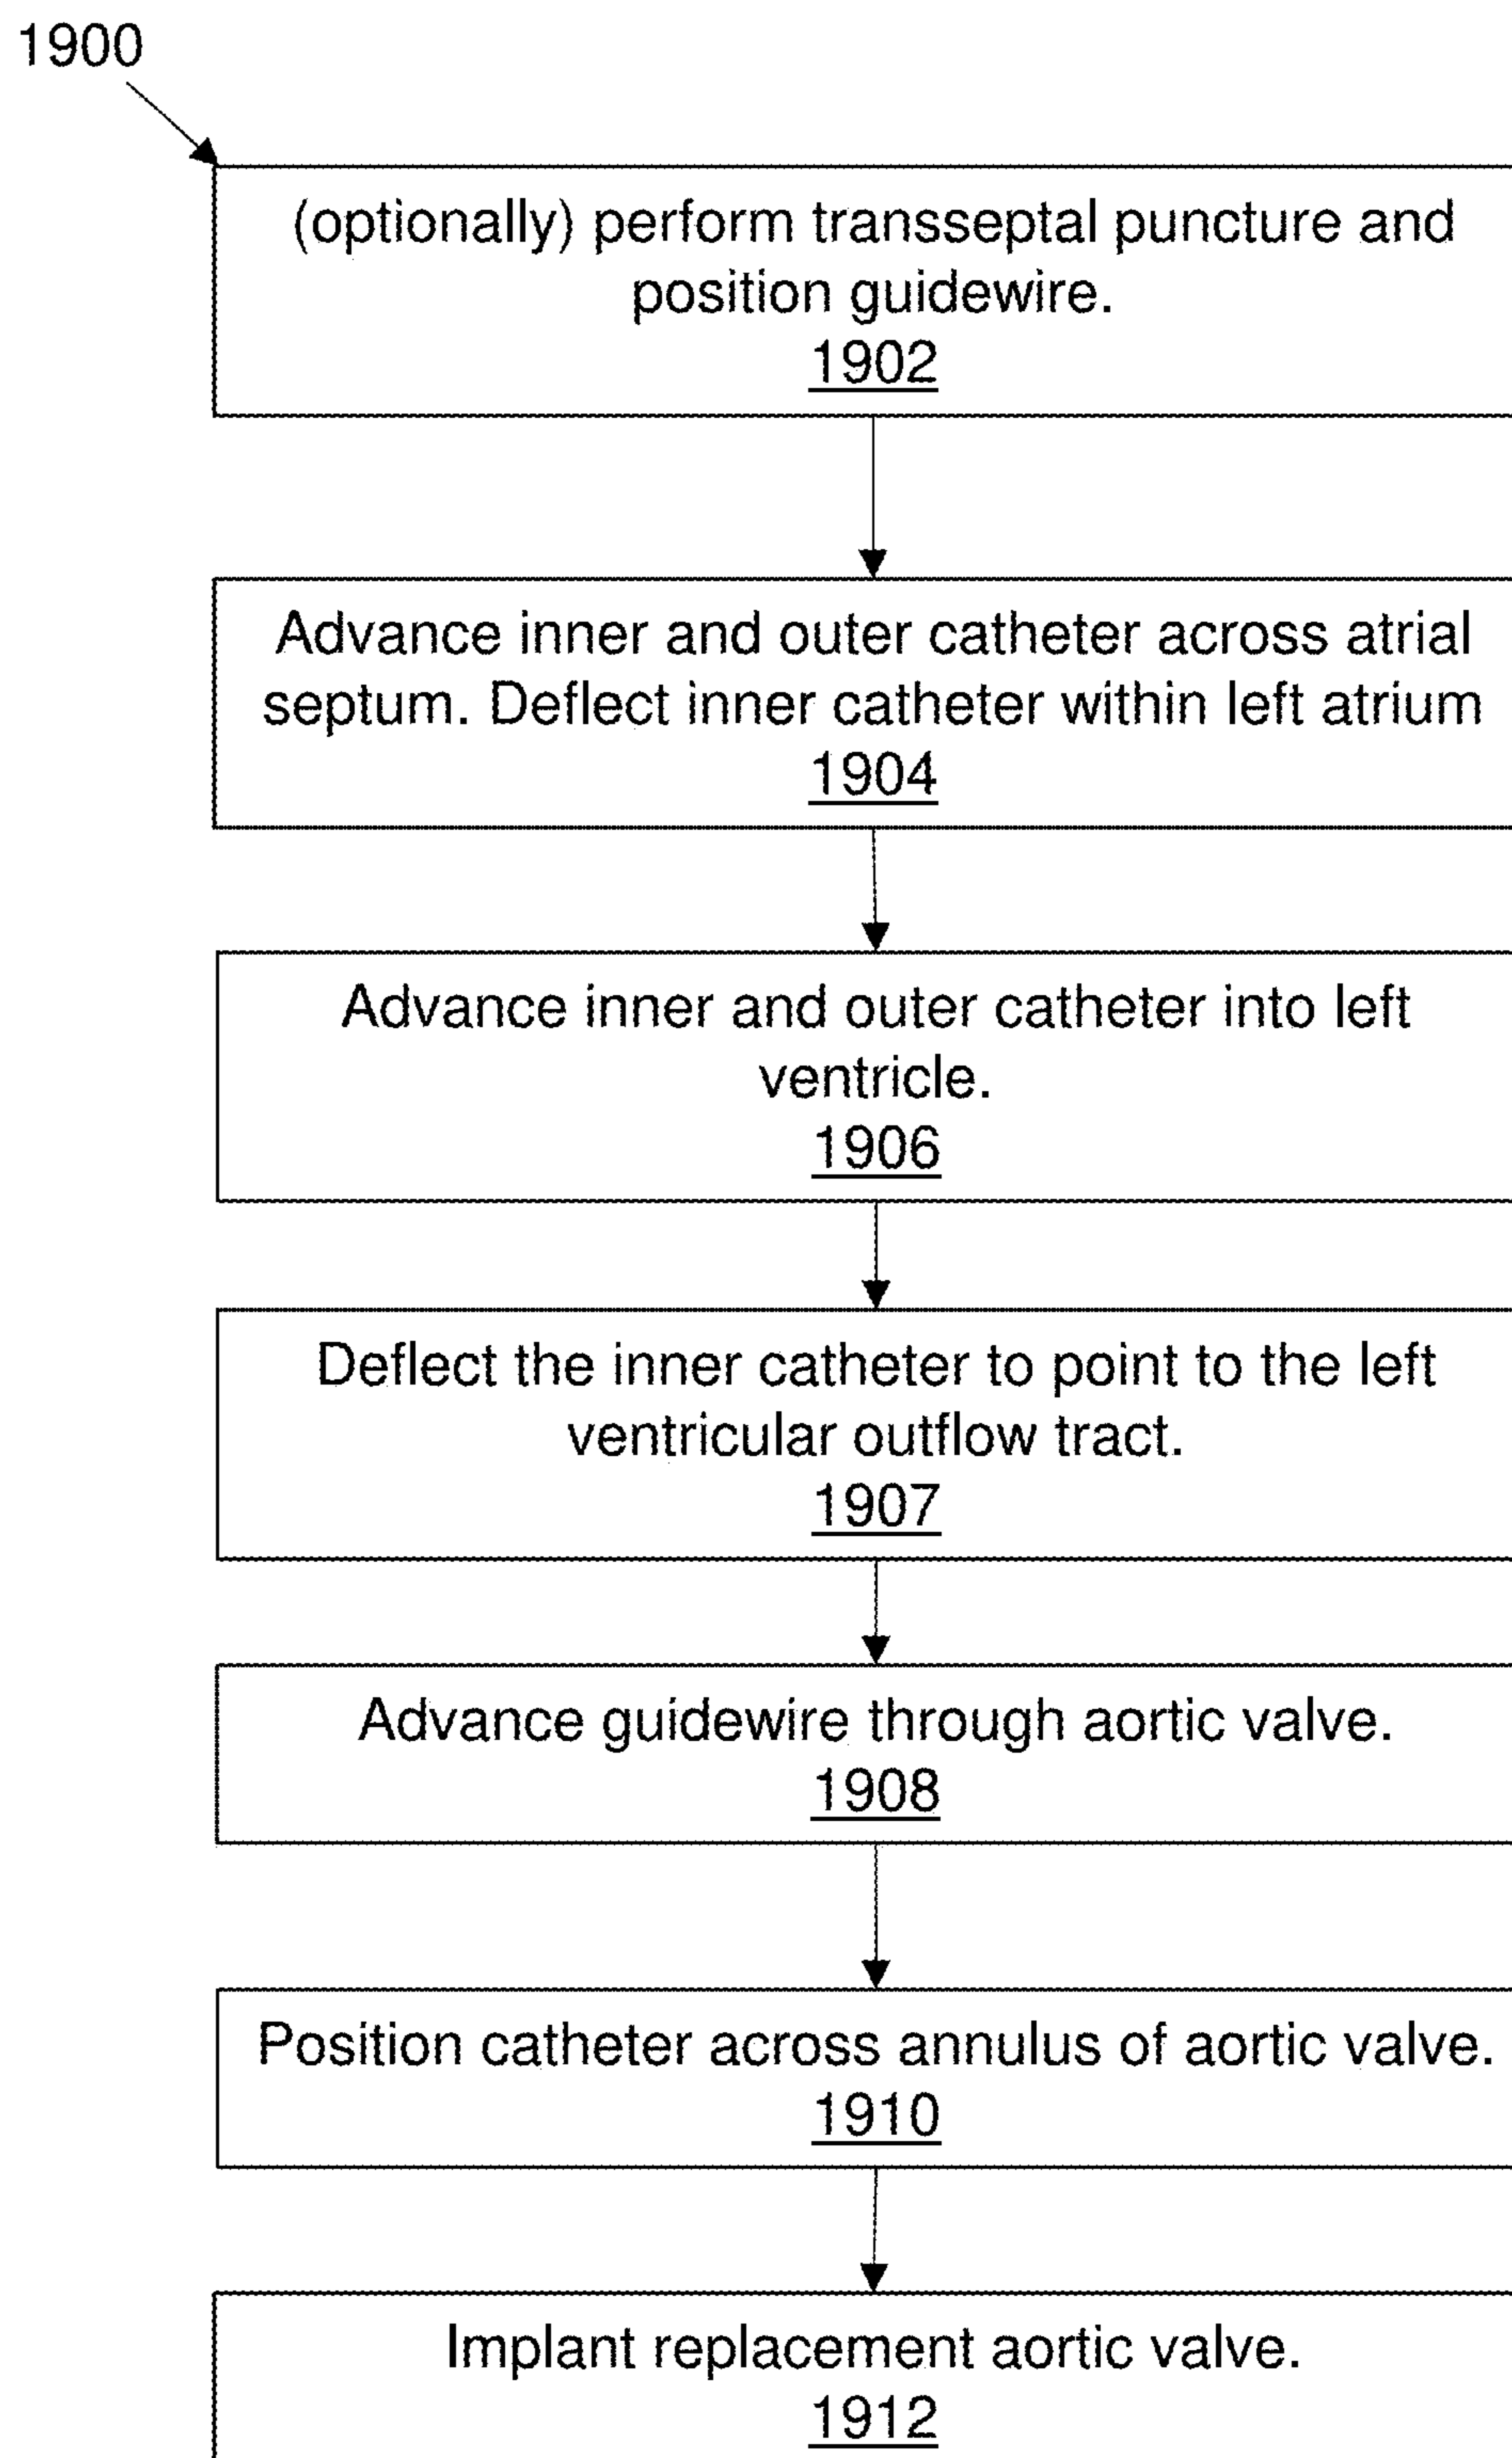 1900
(optionally) perform transseptal puncture and
position guidewire.
1902
Advance inner and outer catheter across atrial
septum. Deflect inner catheter within left atrium
1904
Advance inner and outer catheter into left
ventricle.
1906
Deflect the inner catheter to point to the left
ventricular outflow tract.
1907
Advance guidewire through aortic valve.
1908
Position catheter across annulus of aortic valve.
1910
Implant replacement aortic valve.
1912